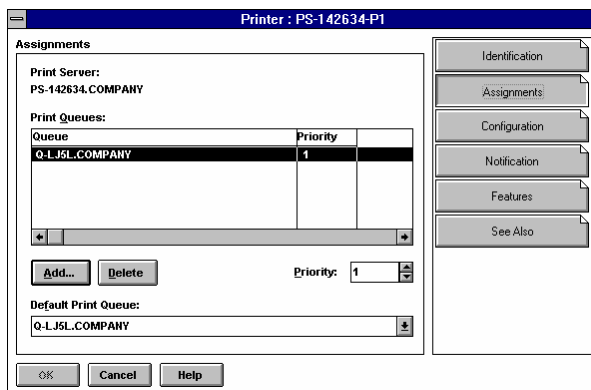 Printer : PS-142634-P1
Assignments
Print Server:
PS-142634.COMPANY
Print Queues:
Queue Priority
Q-LJ5L.COMPANY 1
Add... Delete Priority: 1
Default Print Queue:
Q-LJ5L.COMPANY
OK Cancel Help
Identification
Assignments
Configuration
Notification
Features
See Also